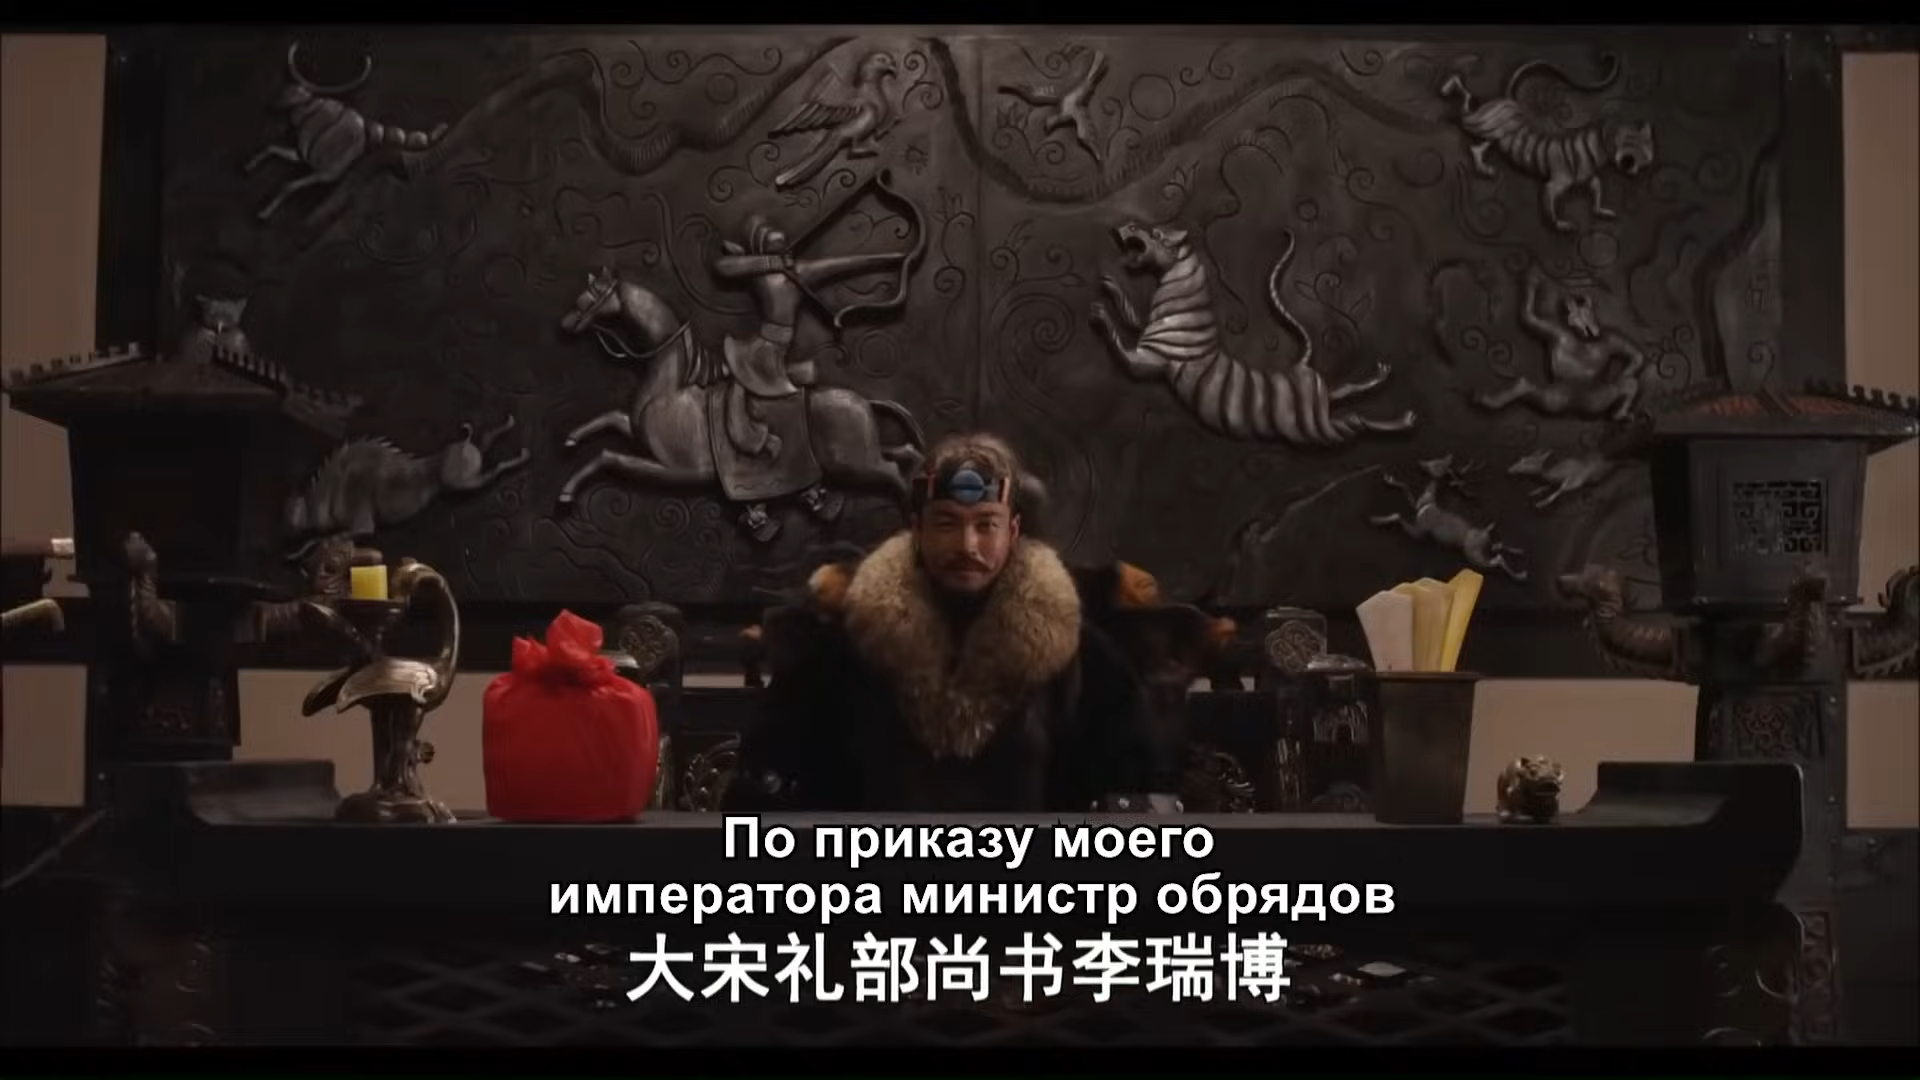 По приказу моего
императора министр обрядов
大宋礼部尚书李瑞博